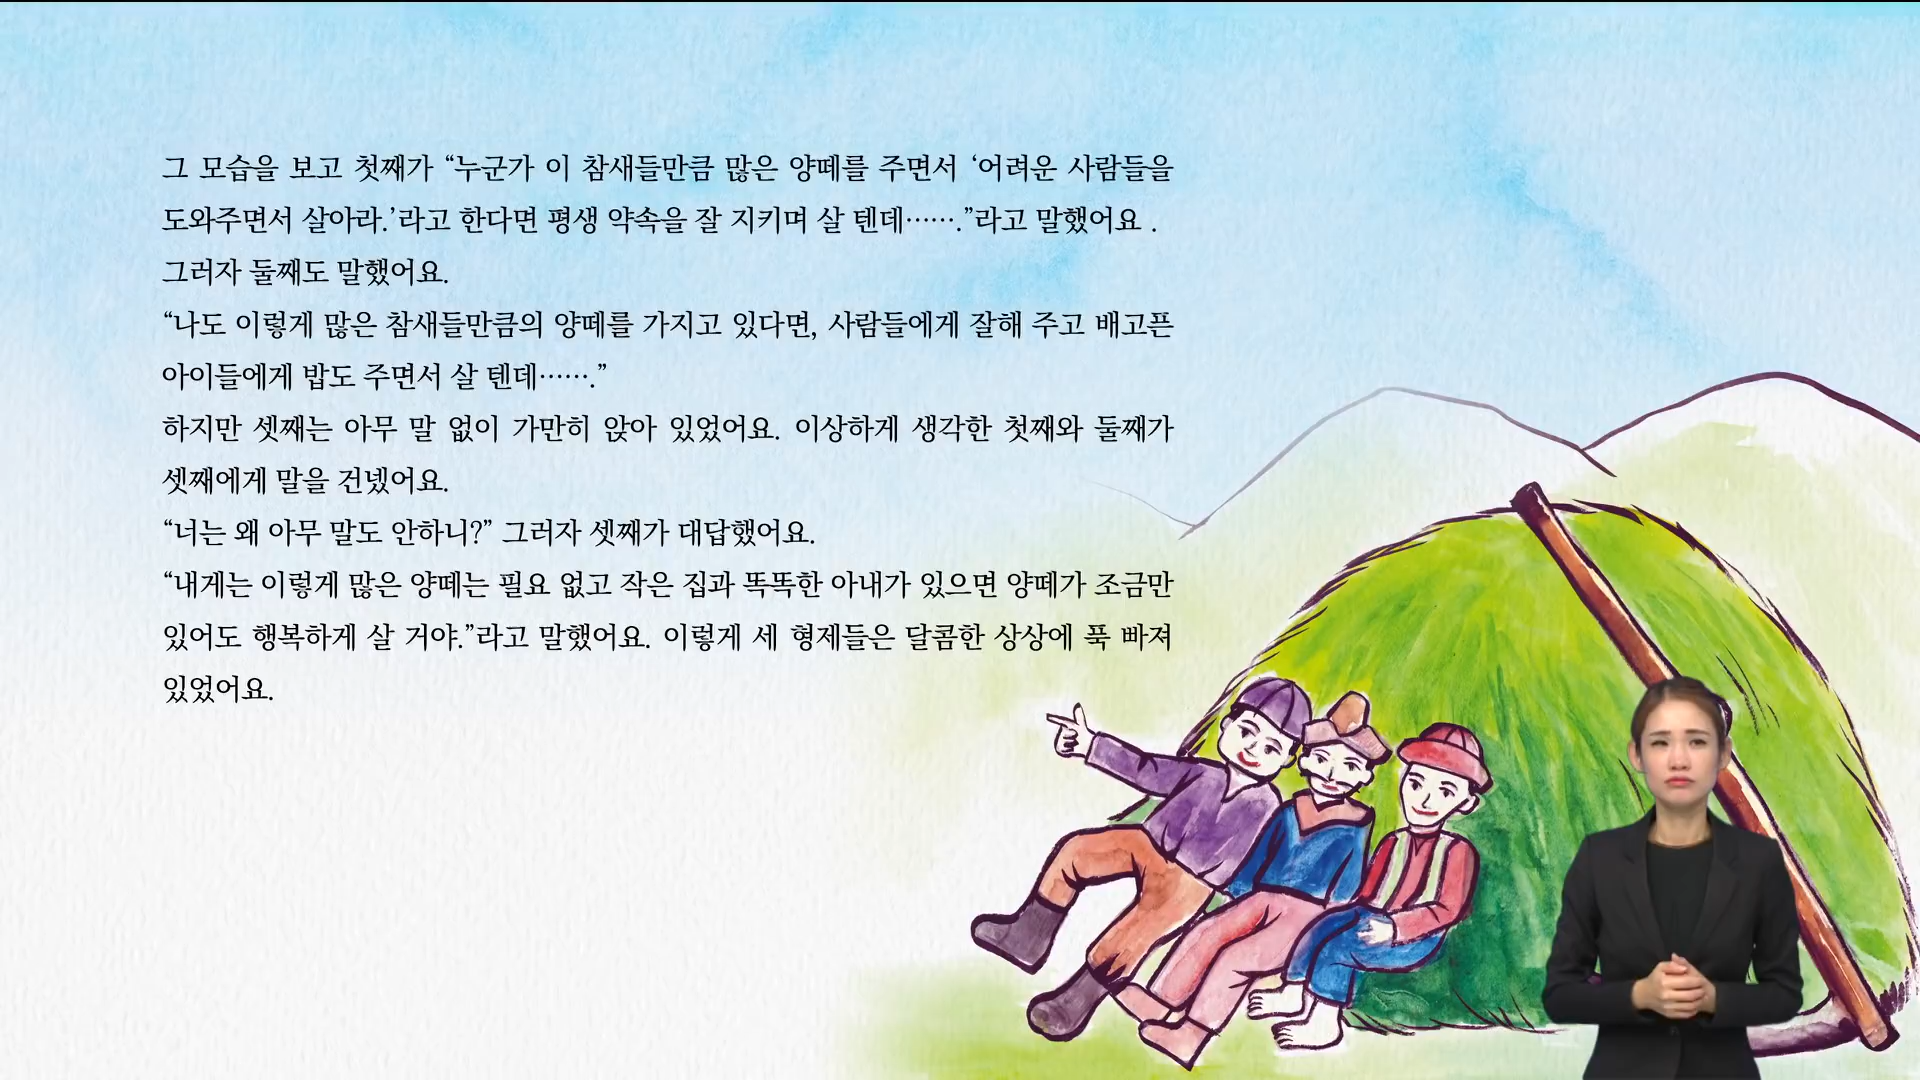 그 모습을 보고 첫째가 “누군가 이 참새들만큼 많은 양떼를 주면서 ‘어려운 사람들을
도와주면서 살아라.’라고 한다면 평생 약속을 잘 지키며 살 텐데…….”라고 말했어요 .
그러자 둘째도 말했어요.
“나도 이렇게 많은 참새들만큼의 양떼를 가지고 있다면, 사람들에게 잘해 주고 배고픈
아이들에게 밥도 주면서 살 텐데…….”
하지만 셋째는 아무 말 없이 가만히 앉아 있었어요. 이상하게 생각한 첫째와 둘째가
셋째에게 말을 건넸어요.
“너는 왜 아무 말도 안하니?” 그러자 셋째가 대답했어요.
“내게는 이렇게 많은 양떼는 필요 없고 작은 집과 똑똑한 아내가 있으면 양떼가 조금만
있어도 행복하게 살 거야.”라고 말했어요. 이렇게 세 형제들은 달콤한 상상에 푹 빠져
있었어요.